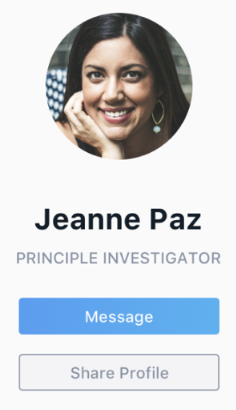 Jeanne Paz
PRINCIPLE INVESTIGATOR
Message
Share Profile